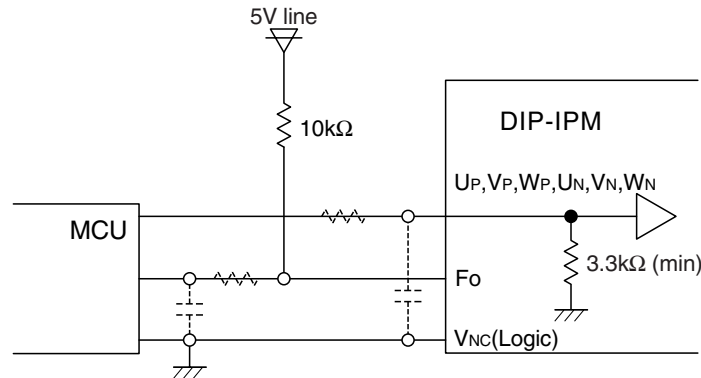 5V line
10kΩ
DIP-IPM
UP,VP,WP,UN,VN,WN
MCU
3.3kΩ (min)
Fo
VNC(Logic)